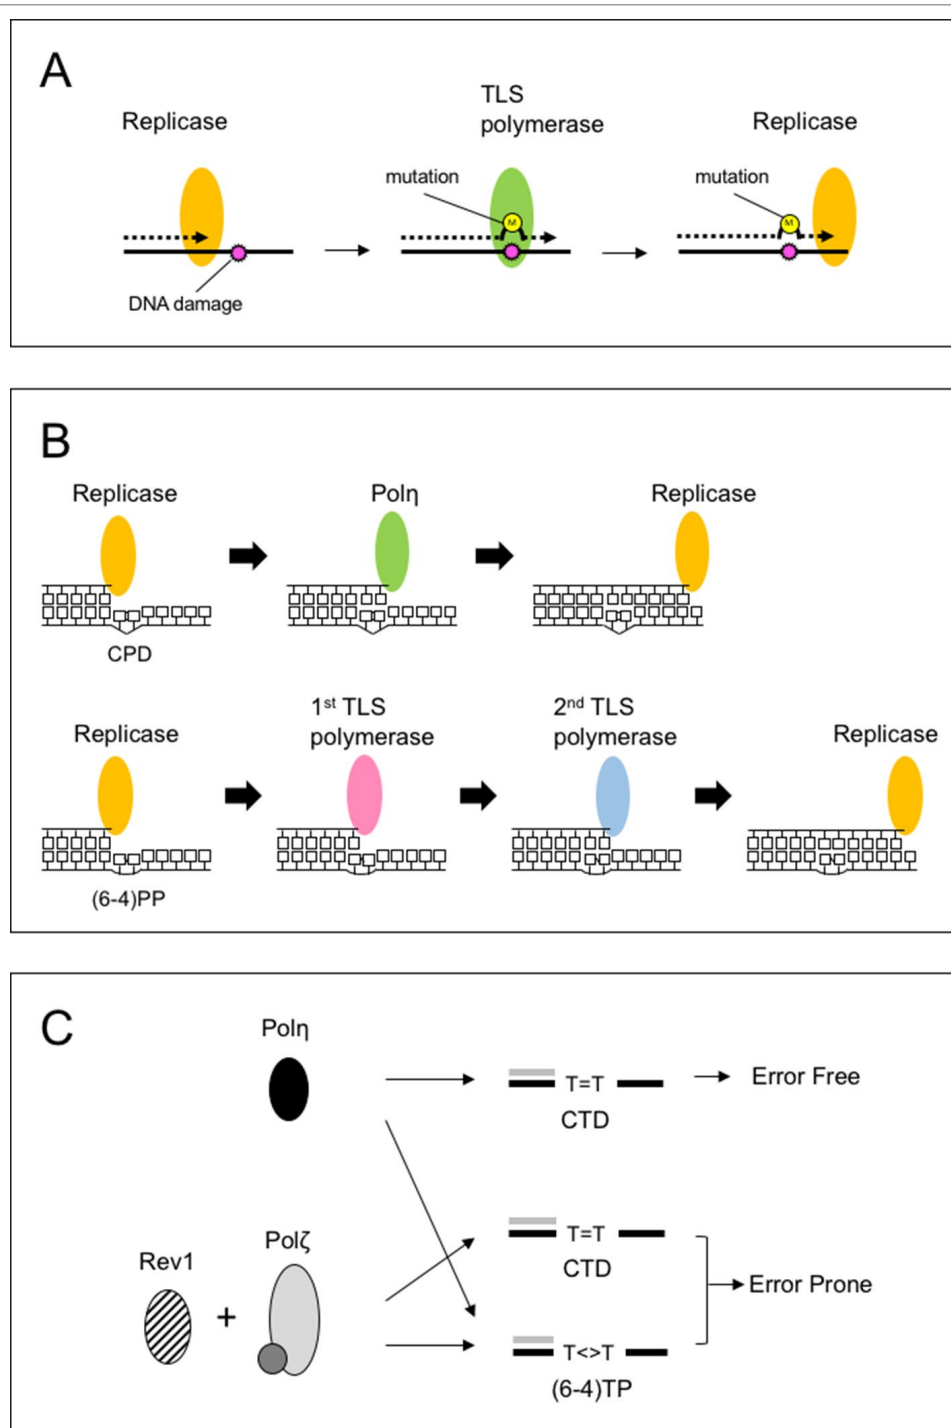 A
Replicase
TLS
polymerase
Replicase
mutation
M
mutation
M
DNA damage
B
Replicase
Polη
Replicase
CPD
Replicase
1st TLS
polymerase
2nd TLS
polymerase
Replicase
(6-4)PP
C
Polη
T=T
CTD
Error Free
Rev1
+
Polζ
T=T
CTD
Error Prone
T<>T
(6-4)TP